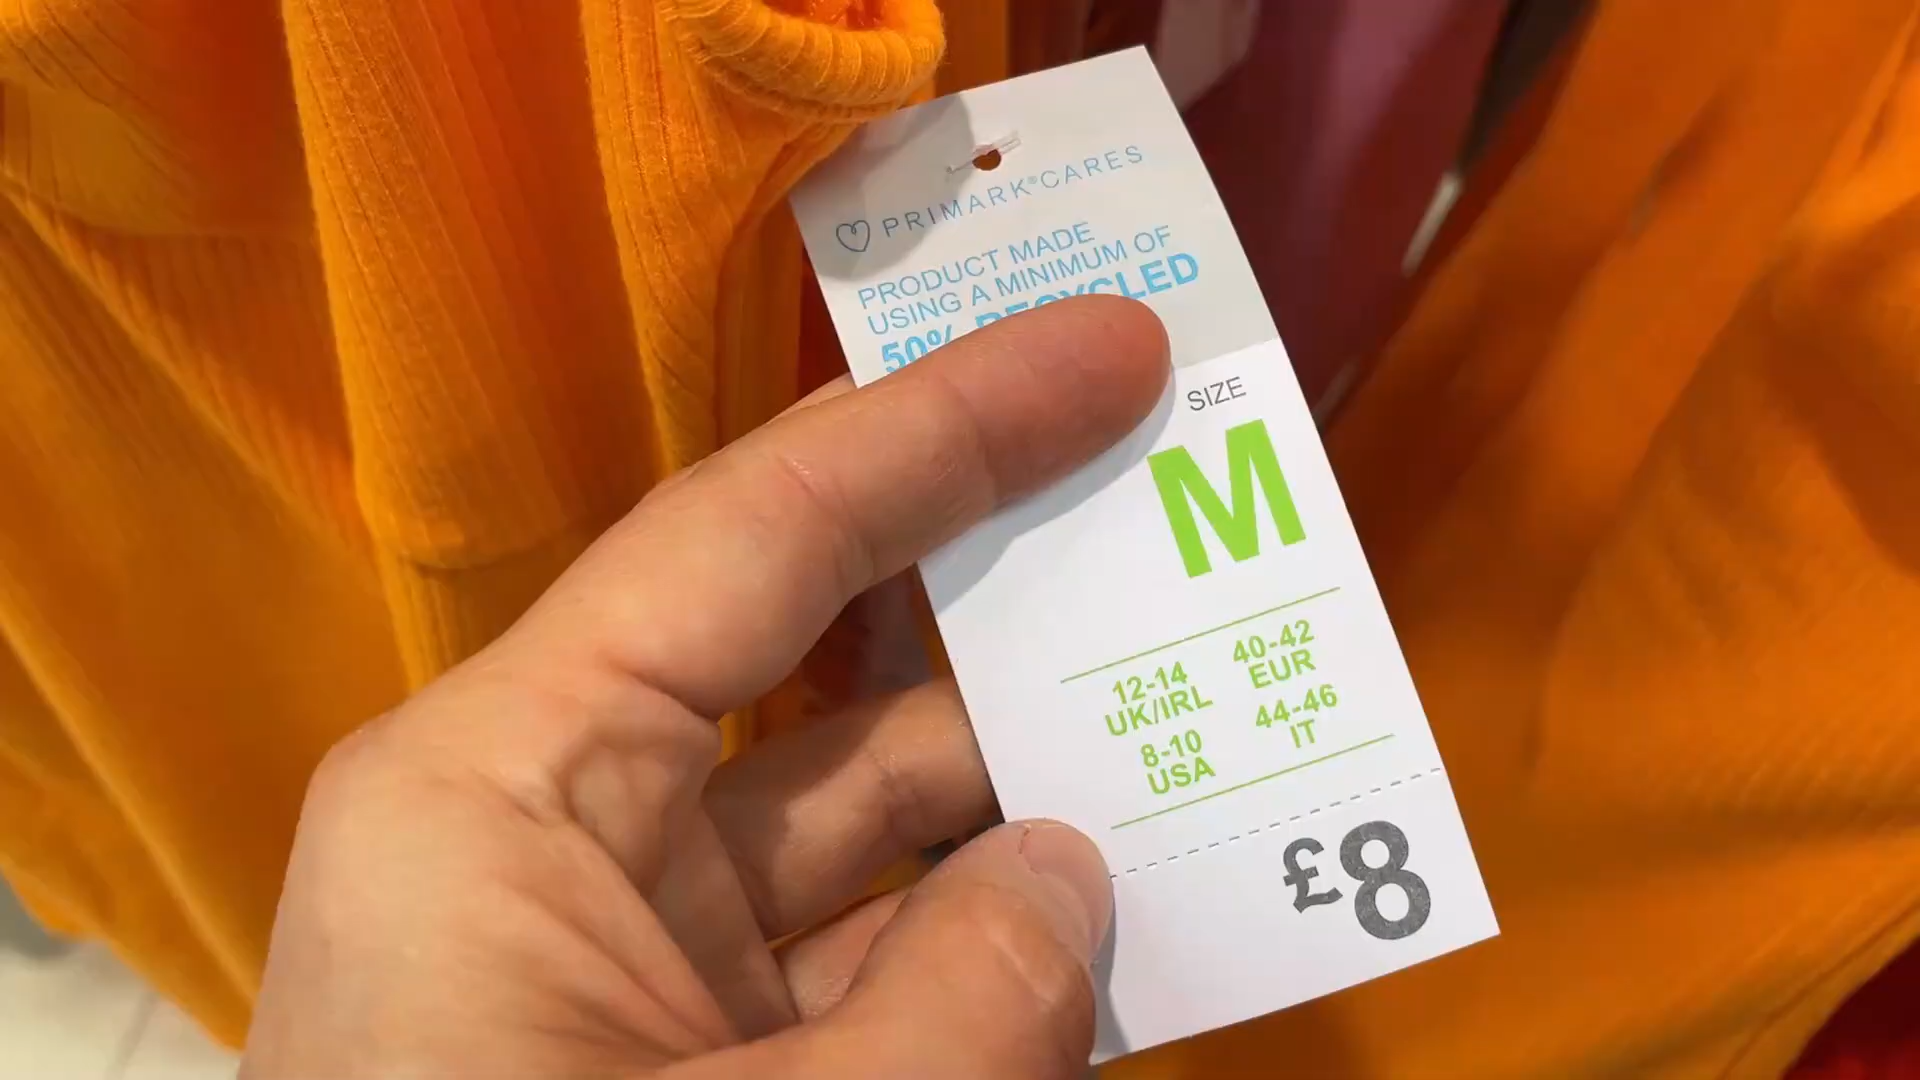 PRIMARK®CARES
PRODUCT MADE
USING A MINIMUM OF
50% RECYCLED
SIZE
M
12-14
UK/IRL
40-42
EUR
8-10
USA
44-46
IT
£8